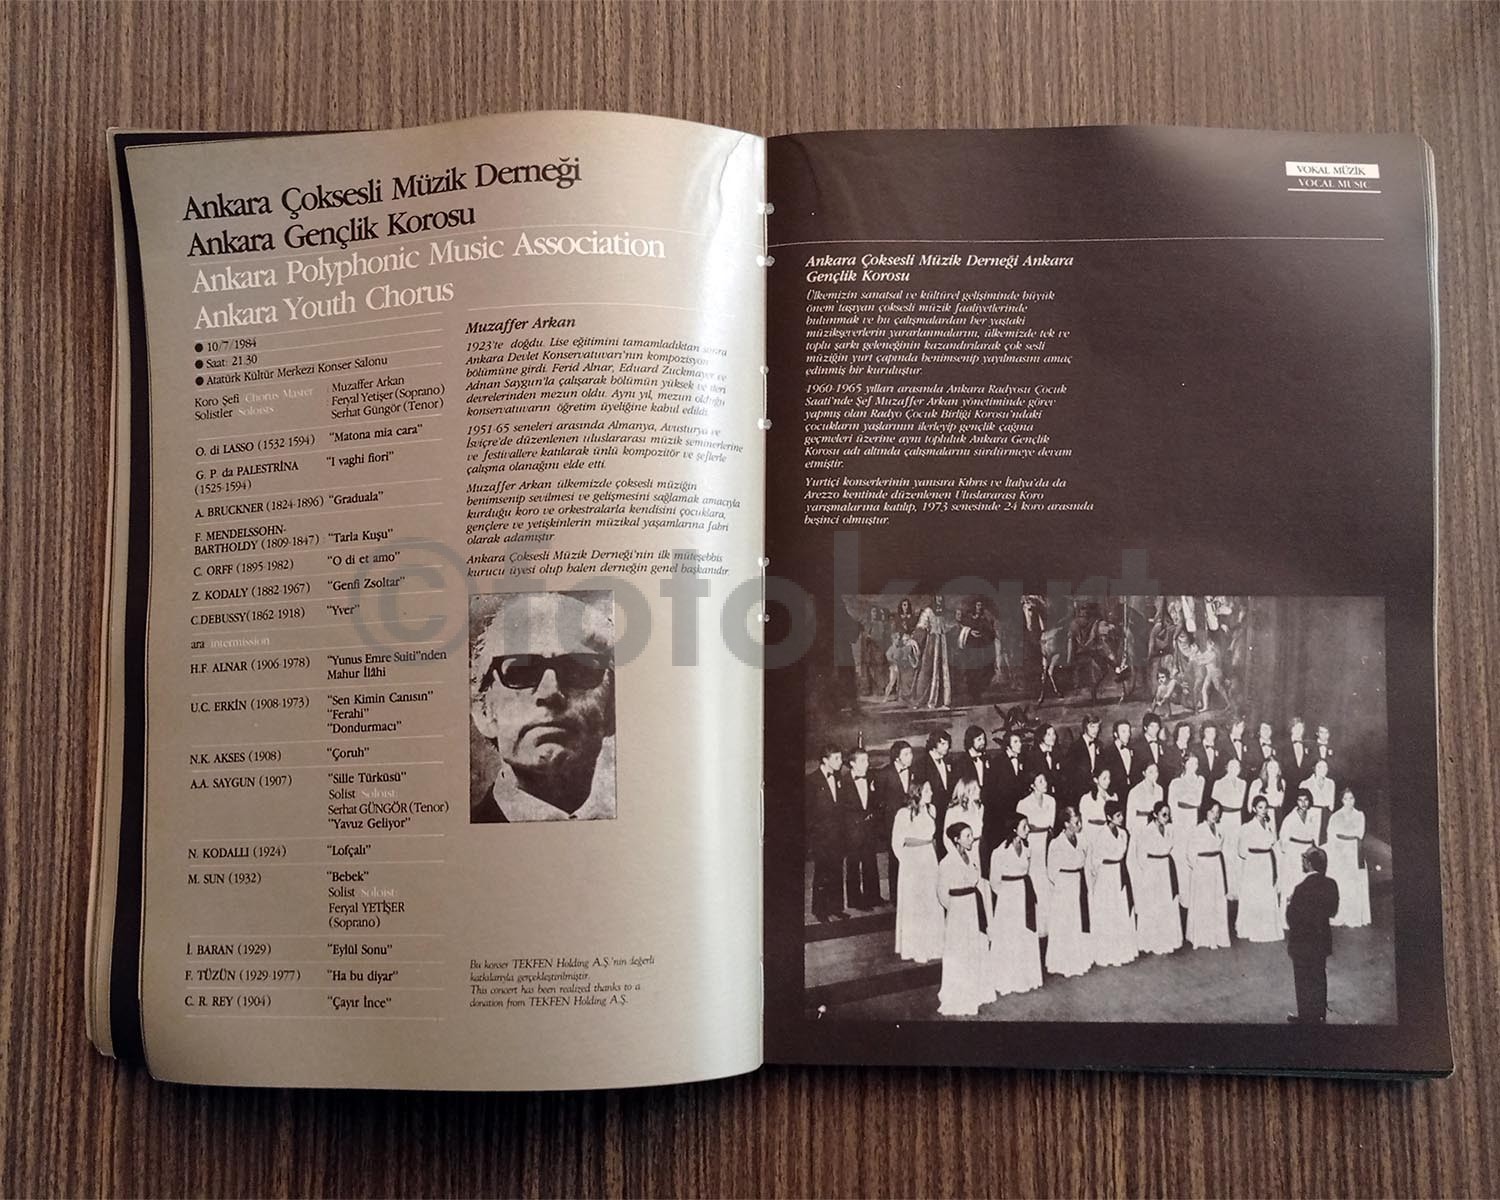 Ankara Çoksesli Müzik Derneği
Ankara Gençlik Korosu
Ankara Polyphonic Music Association
Ankara Youth Chorus
● 10/7/1984
● Saat: 21.30
● Atatürk Kültür Merkezi Konser Salonu
Koro Şefi Chorus Master : Muzaffer Arkan
Solistler Soloists : Feryal Yetişer (Soprano)
Serhat Güngör (Tenor)
O. di LASSO (1532-1594) "Matona mia cara"
G. P. da PALESTRİNA "I vaghi fiori"
(1525-1594)
A. BRUCKNER (1824-1896) "Graduala"
F. MENDELSSOHN-
BARTHOLDY (1809-1847) "Tarla Kuşu"
C. ORFF (1895-1982) "O di et amo"
Z. KODALY (1882-1967) "Genfi Zsoltar"
C.DEBUSSY(1862-1918) "Yver"
ara intermission
H.F. ALNAR (1906-1978) "Yunus Emre Suiti"nden
Mahur İlâhi
U.C. ERKİN (1908-1973) "Sen Kimin Canısın"
"Ferahi"
"Dondurmacı"
N.K. AKSES (1908) "Çoruh"
A.A. SAYGUN (1907) "Sille Türküsü"
Solist Soloist:
Serhat GÜNGÖR (Tenor)
"Yavuz Geliyor"
N. KODALLI (1924) "Lofçalı"
M. SUN (1932) "Bebek"
Solist Soloist:
Feryal YETİŞER
(Soprano)
İ. BARAN (1929) "Eylül Sonu"
F. TÜZÜN (1929-1977) "Ha bu diyar"
C. R. REY (1904) "Çayır İnce"
Muzaffer Arkan
1923'te doğdu. Lise eğitimini tamamladıktan sonra
Ankara Devlet Konservatuvarı'nın kompozisyon
bölümüne girdi. Ferid Alnar, Eduard Zuckmayer ve
Adnan Saygun'la çalışarak bölümün yüksek ve ileri
devrelerinden mezun oldu. Aynı yıl, mezun olduğu
konservatuvarın öğretim üyeliğine kabul edildi.
1951-65 seneleri arasında Almanya, Avusturya ve
İsviçre'de düzenlenen uluslararası müzik seminerlerine
ve festivallere katılarak ünlü kompozitör ve şeflerle
çalışma olanağını elde etti.
Muzaffer Arkan ülkemizde çoksesli müziğin
benimsenip sevilmesi ve gelişmesini sağlamak amacıyla
kurduğu koro ve orkestralarla kendisini çocuklara,
gençlere ve yetişkinlerin müzikal yaşamlarına fahri
olarak adamıştır.
Ankara Çoksesli Müzik Derneği'nin ilk müteşebbis
kurucu üyesi olup halen derneğin genel başkanıdır.
Bu konser TEKFEN Holding A.Ş.'nin değerli
katkılarıyla gerçekleştirilmiştir.
This concert has been realized thanks to a
donation from TEKFEN Holding A.Ş.
VOKAL MÜZİK
VOCAL MUSIC
Ankara Çoksesli Müzik Derneği Ankara
Gençlik Korosu
Ülkemizin sanatsal ve kültürel gelişiminde büyük
önem taşıyan çoksesli müzik faaliyetlerinde
bulunmak ve bu çalışmalardan her yaştaki
müzikseverlerin yararlanmalarını, ülkemizde tek ve
toplu şarkı geleneğinin kazandırılarak çok sesli
müziğin yurt çapında benimsenip yayılmasını amaç
edinmiş bir kuruluştur.
1960-1965 yılları arasında Ankara Radyosu Çocuk
Saati'nde Şef Muzaffer Arkan yönetiminde görev
yapmış olan Radyo Çocuk Birliği Korosu'ndaki
çocukların yaşlarının ilerleyip gençlik çağına
geçmeleri üzerine aynı topluluk Ankara Gençlik
Korosu adı altında çalışmalarını sürdürmeye devam
etmiştir.
Yurtiçi konserlerinin yanısıra Kıbrıs ve İtalya'da da
Arezzo kentinde düzenlenen Uluslararası Koro
yarışmalarına katılıp, 1973 senesinde 24 koro arasında
beşinci olmuştur.
© fotokart